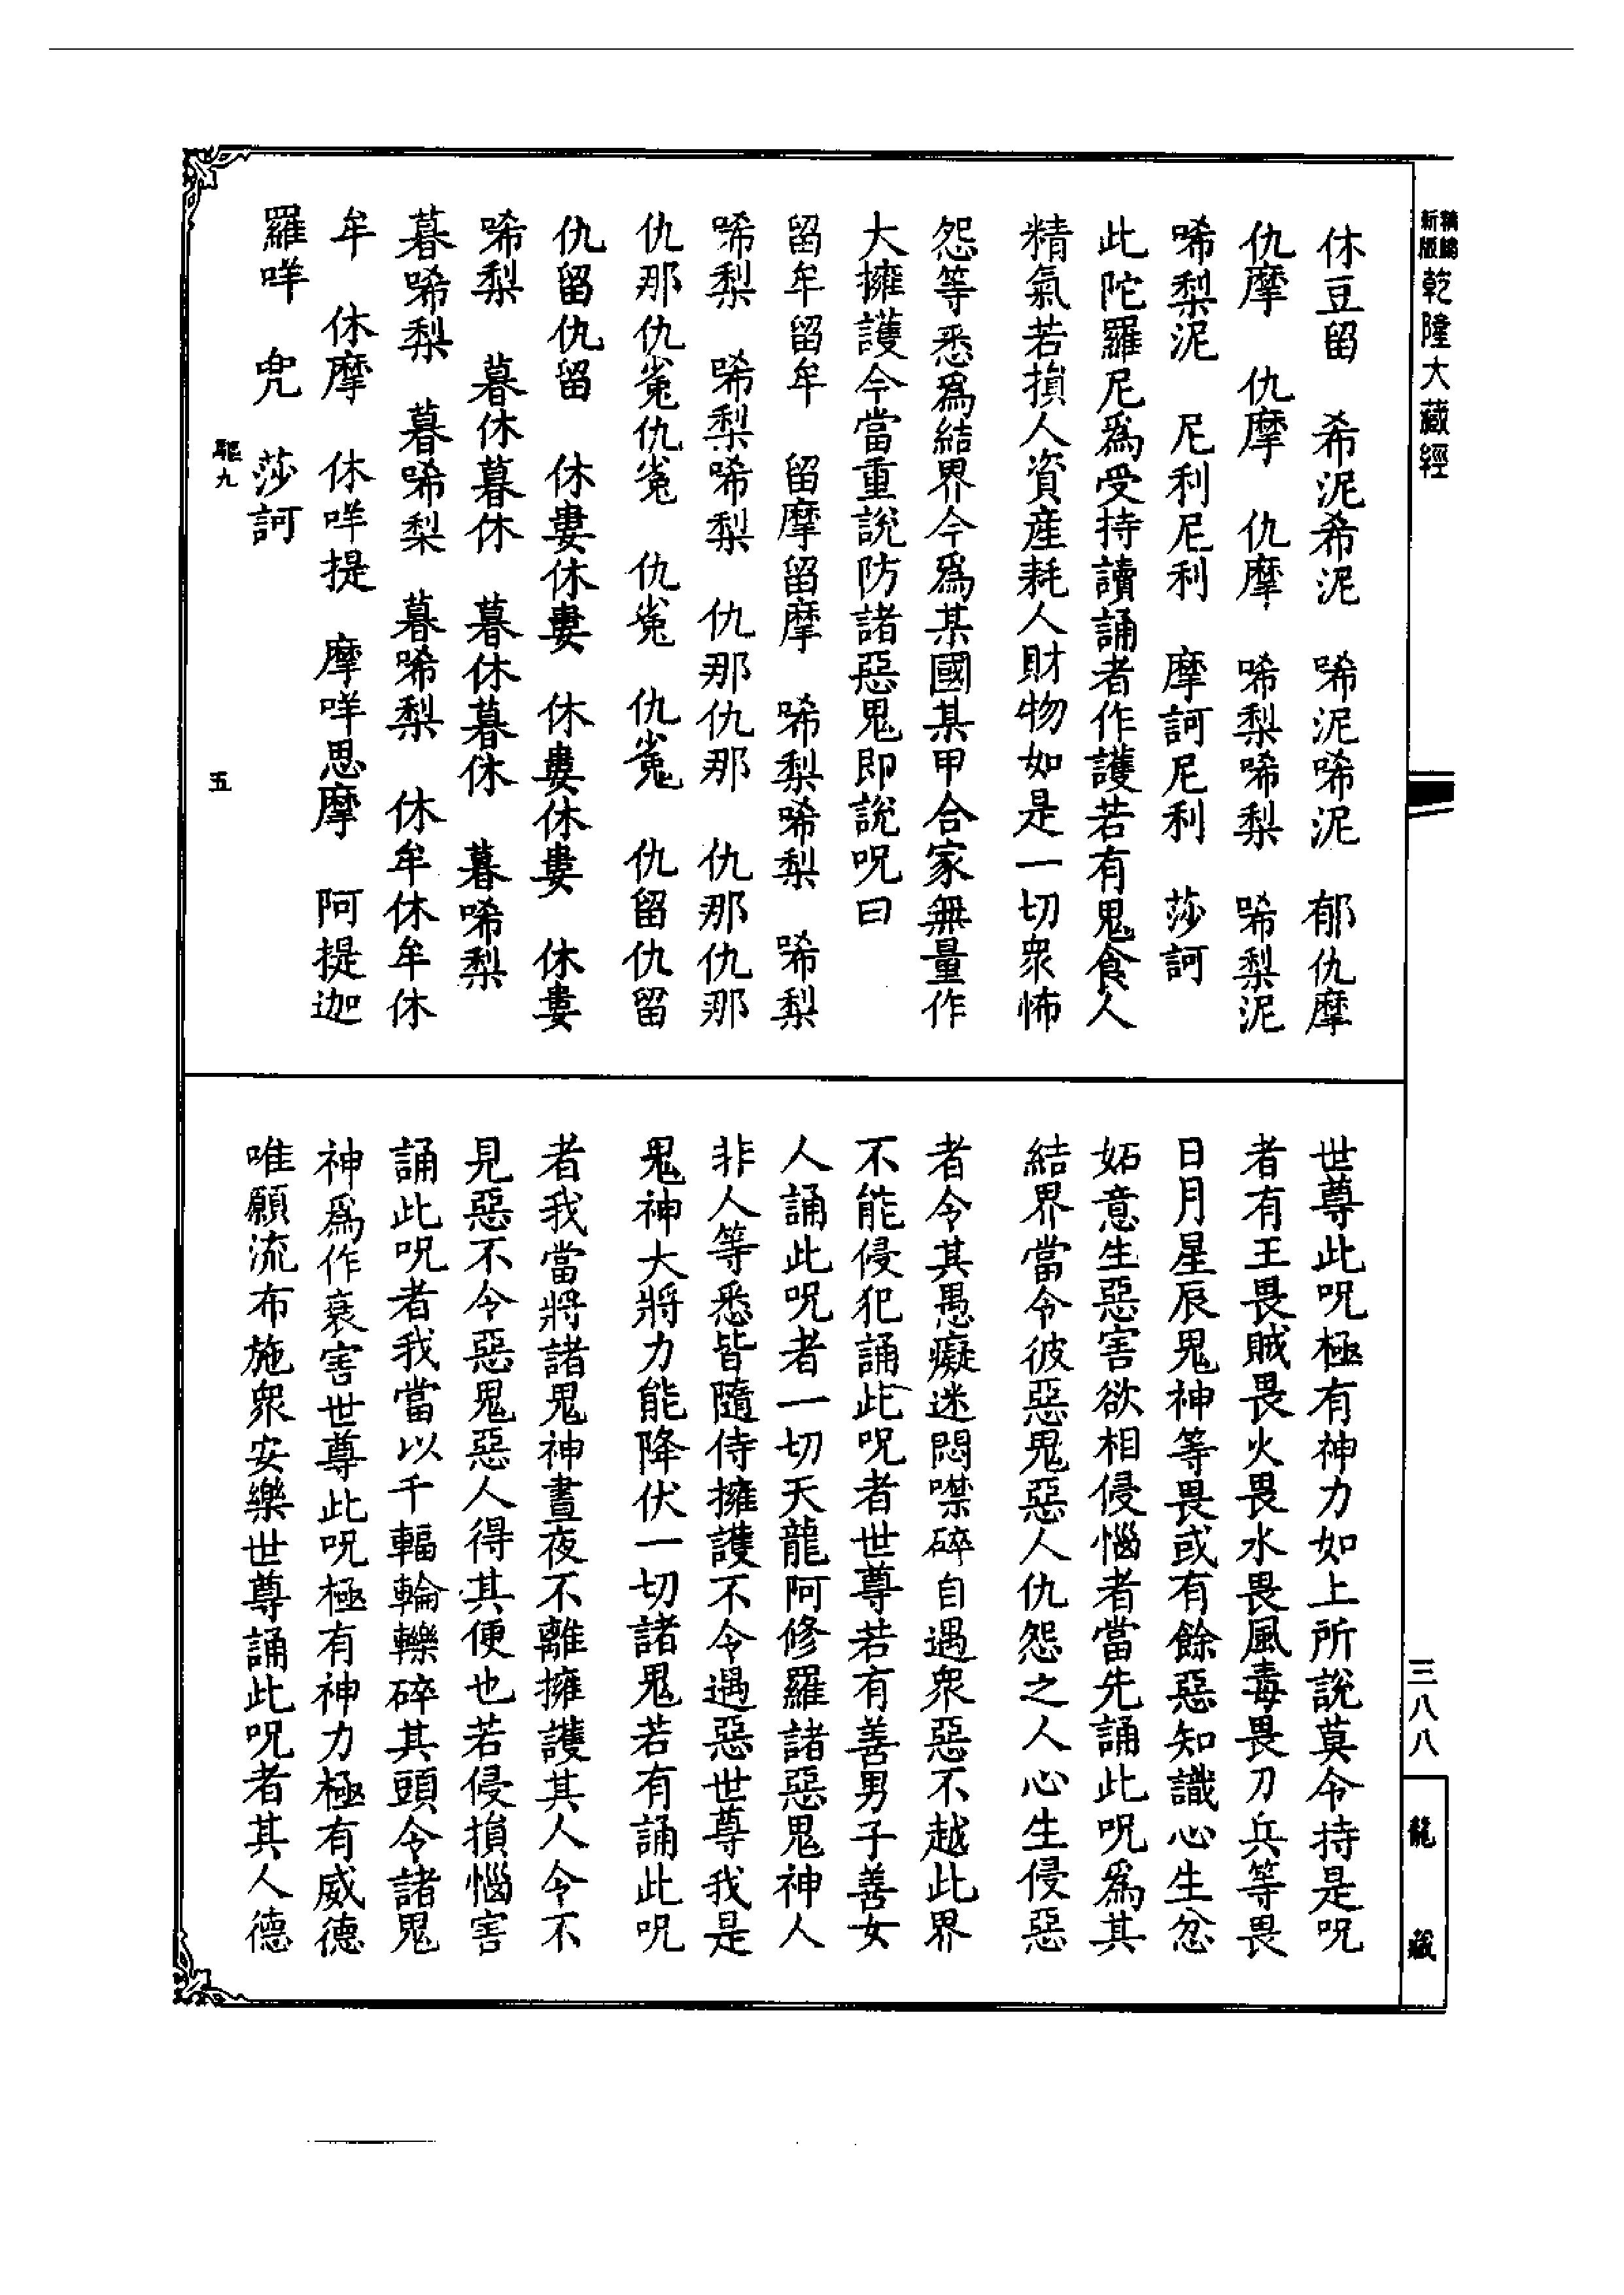 新版
精縮
乾隆大藏經
三八八
龍藏
休豆留　希泥希泥　唏泥唏泥　郁仇摩
仇摩　仇摩　仇摩　唏梨唏梨　唏梨泥
唏梨泥　尼利尼利　摩訶尼利　莎訶
此陀羅尼爲受持讀誦者作護若有鬼食人
精氣若損人資產耗人財物如是一切衆怖
怨等悉爲結界今爲某國某甲合家無量作
大擁護今當重說防諸惡鬼卽說呪曰
留牟留牟　留摩留摩　唏梨唏梨　唏梨
唏梨　唏梨唏梨　仇那仇那　仇那仇那
仇那仇㝹仇㝹　仇㝹　仇㝹　仇留仇留
仇留仇留　休婁休婁　休婁休婁　休婁
唏梨　暮休暮休　暮休暮休　暮唏梨
暮唏梨　暮唏梨　暮唏梨　休牟休牟休
牟　休摩　休咩提　摩咩思摩　阿提迦
羅咩　兜　莎訶
驅九　五
世尊此呪極有神力如上所說莫令持是呪
者有王畏賊畏火畏水畏風毒畏刀兵等畏
日月星辰鬼神等畏或有餘惡知識心生忿
妬意生惡害欲相侵惱者當先誦此呪爲其
結界當令彼惡鬼惡人仇怨之人心生侵惡
者令其愚癡迷悶噤碎自遇衆惡不越此界
不能侵犯誦此呪者世尊若有善男子善女
人誦此呪者一切天龍阿修羅諸惡鬼神人
非人等悉皆隨侍擁護不令遇惡世尊我是
鬼神大將力能降伏一切諸鬼若有誦此呪
者我當將諸鬼神晝夜不離擁護其人令不
見惡不令惡鬼惡人得其便也若侵損惱害
誦此呪者我當以千輻輪轢碎其頭令諸鬼
神爲作衰害世尊此呪極有神力極有威德
唯願流布施衆安樂世尊誦此呪者其人德